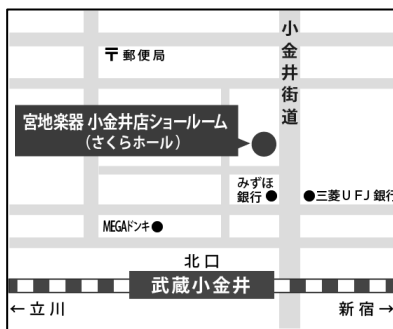 小金井街道
〒郵便局
宮地楽器 小金井店ショールーム
(さくらホール)
みずほ
銀行●
●三菱UFJ銀行
MEGAドンキ●
北口
武蔵小金井
←立川
新宿→